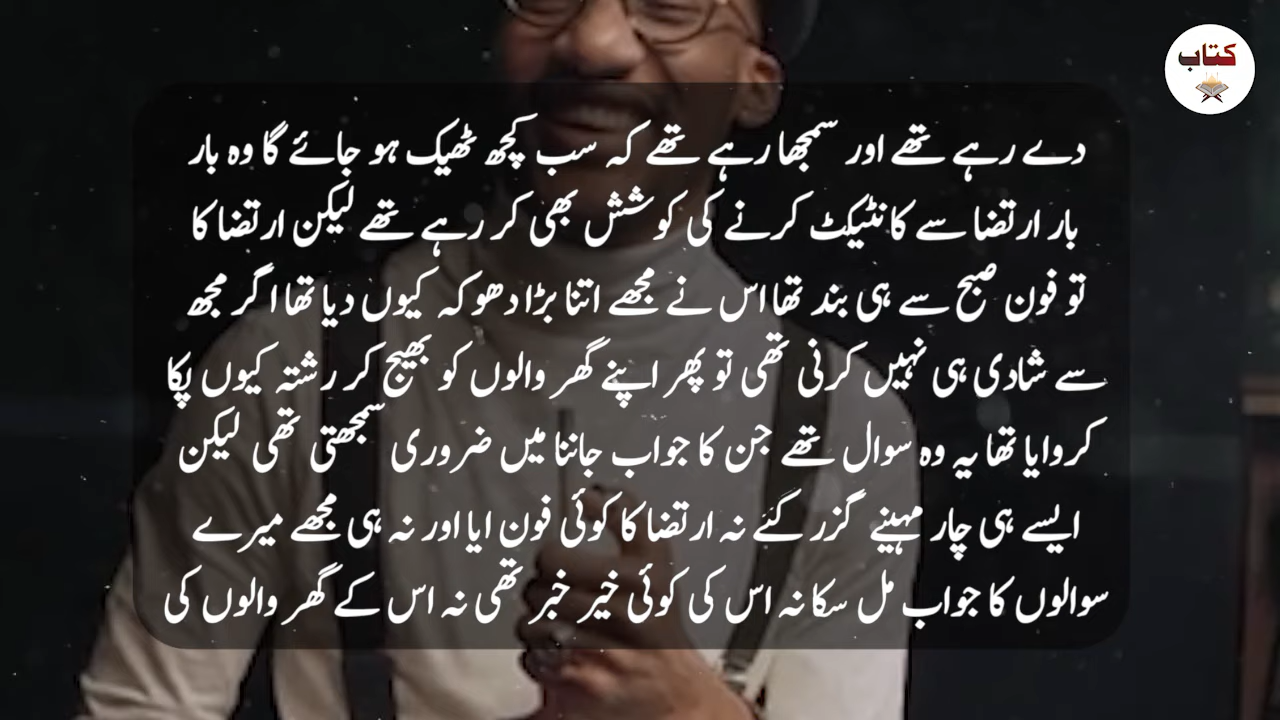 کتاب
دے رہے تھے اور سمجھا رہے تھے کہ سب کچھ ٹھیک ہو جائے گا وہ بار
بار ارتضا سے کانٹیکٹ کرنے کی کوشش بھی کر رہے تھے لیکن ارتضا کا
تو فون صبح سے ہی بند تھا اس نے مجھے اتنا بڑا دھوکہ کیوں دیا تھا اگر مجھ
سے شادی ہی نہیں کرنی تھی تو پھر اپنے گھر والوں کو بھیج کر رشتہ کیوں پکا
کروایا تھا یہ وہ سوال تھے جن کا جواب جاننا میں ضروری سمجھتی تھی لیکن
ایسے ہی چار مہینے گزر گئے نہ ارتضا کا کوئی فون ایا اور نہ ہی مجھے میرے
سوالوں کا جواب مل سکا نہ اس کی کوئی خیر خبر تھی نہ اس کے گھر والوں کی